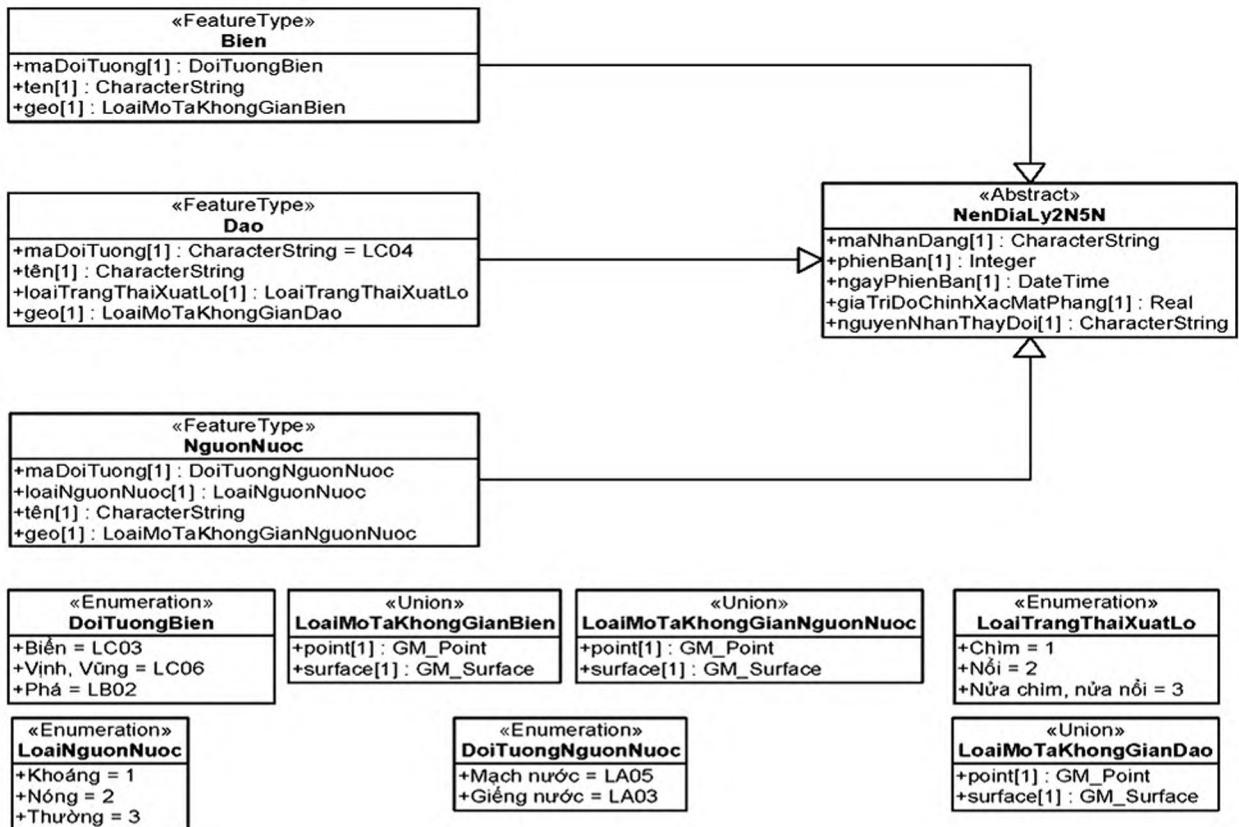 «FeatureType»
Bien
+maDoiTuong[1] : DoiTuongBien
+ten[1] : CharacterString
+geo[1] : LoaiMoTaKhongGianBien
«FeatureType»
Dao
+maDoiTuong[1] : CharacterString = LC04
+tên[1] : CharacterString
+loaiTrangThaiXuatLo[1] : LoaiTrangThaiXuatLo
+geo[1] : LoaiMoTaKhongGianDao
«Abstract»
NenDiaLy2N5N
+maNhanDang[1] : CharacterString
+phienBan[1] : Integer
+ngayPhienBan[1] : DateTime
+giaTriDoChinhXacMatPhang[1] : Real
+nguyenNhanThayDoi[1] : CharacterString
«FeatureType»
NguonNuoc
+maDoiTuong[1] : DoiTuongNguonNuoc
+loaiNguonNuoc[1] : LoaiNguonNuoc
+tên[1] : CharacterString
+geo[1] : LoaiMoTaKhongGianNguonNuoc
«Enumeration»
DoiTuongBien
+Biển = LC03
+Vịnh, Vũng = LC06
+Phá = LB02
«Union»
LoaiMoTaKhongGianBien
+point[1] : GM_Point
+surface[1] : GM_Surface
«Union»
LoaiMoTaKhongGianNguonNuoc
+point[1] : GM_Point
+surface[1] : GM_Surface
«Enumeration»
LoaiTrangThaiXuatLo
+Chìm = 1
+Nổi = 2
+Nửa chìm, nửa nổi = 3
«Enumeration»
LoaiNguonNuoc
+Khoáng = 1
+Nóng = 2
+Thường = 3
«Enumeration»
DoiTuongNguonNuoc
+Mạch nước = LA05
+Giếng nước = LA03
«Union»
LoaiMoTaKhongGianDao
+point[1] : GM_Point
+surface[1] : GM_Surface